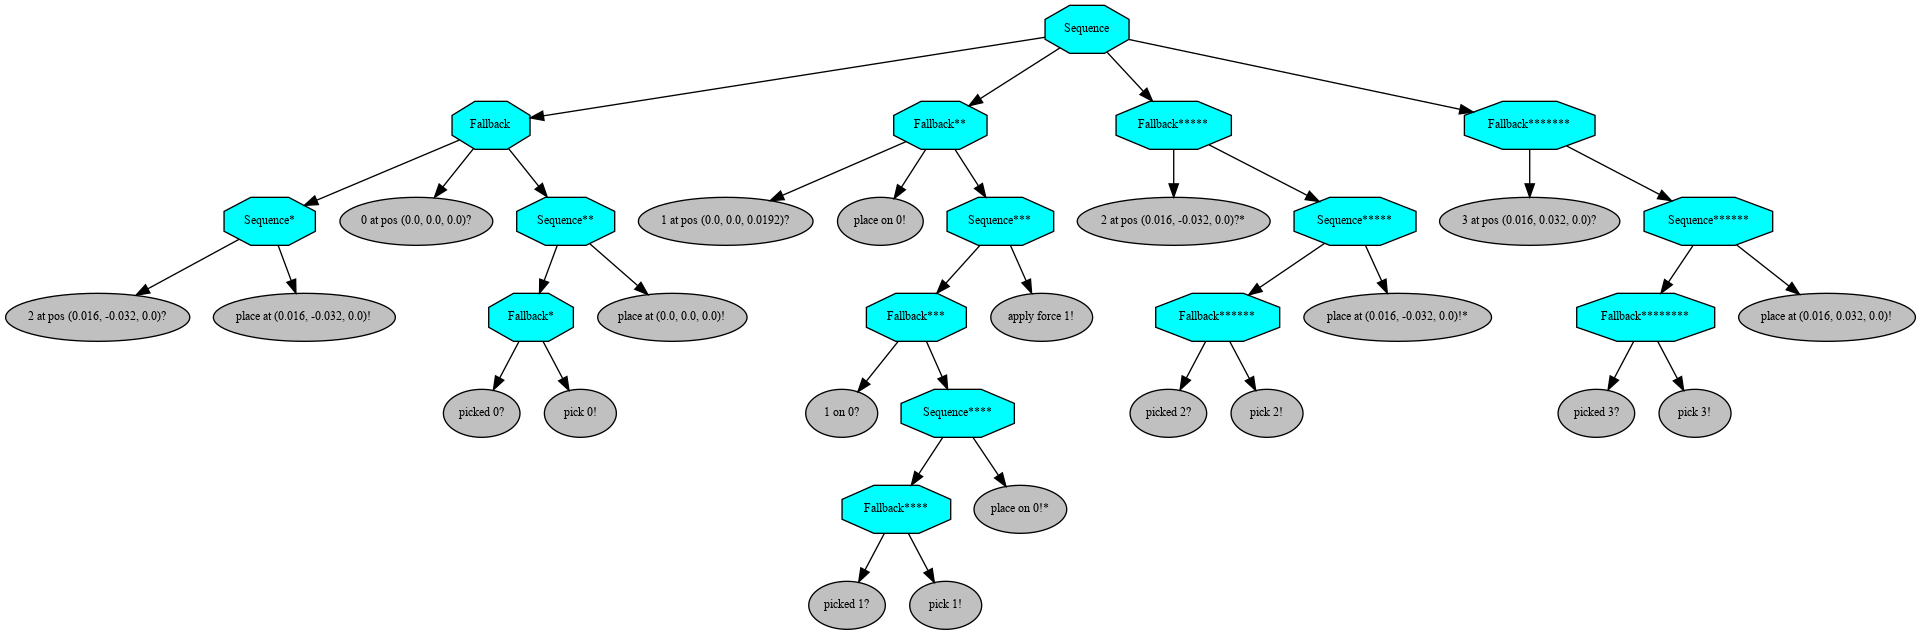 Sequence
Fallback
Fallback**
Fallback*****
Fallback*******
Sequence*
0 at pos (0.0, 0.0, 0.0)?
Sequence**
1 at pos (0.0, 0.0, 0.0192)?
place on 0!
Sequence***
2 at pos (0.016, -0.032, 0.0)?*
Sequence*****
3 at pos (0.016, 0.032, 0.0)?
Sequence******
2 at pos (0.016, -0.032, 0.0)?
place at (0.016, -0.032, 0.0)!
Fallback*
place at (0.0, 0.0, 0.0)!
Fallback***
apply force 1!
Fallback******
place at (0.016, -0.032, 0.0)!*
Fallback********
place at (0.016, 0.032, 0.0)!
picked 0?
pick 0!
1 on 0?
Sequence****
picked 2?
pick 2!
picked 3?
pick 3!
Fallback****
place on 0!*
picked 1?
pick 1!